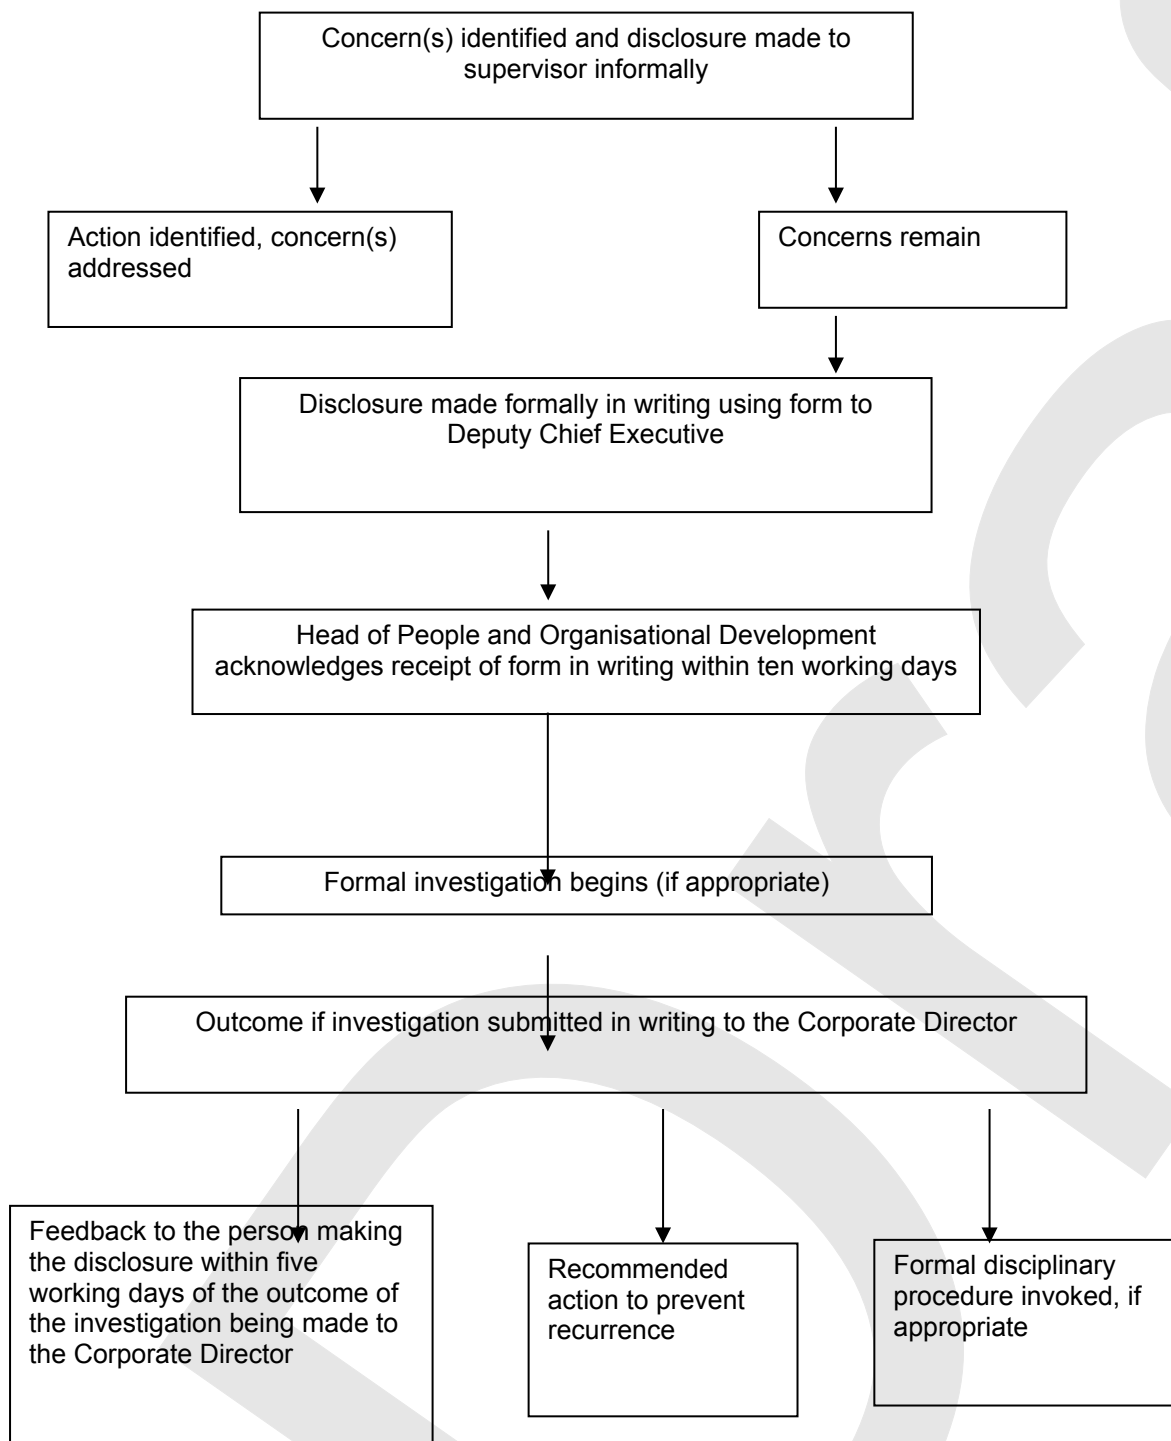 Concern(s) identified and disclosure made to
supervisor informally
Action identified, concern(s)
addressed
Concerns remain
Disclosure made formally in writing using form to
Deputy Chief Executive
Head of People and Organisational Development
acknowledges receipt of form in writing within ten working days
Formal investigation begins (if appropriate)
Outcome if investigation submitted in writing to the Corporate Director
Feedback to the person making
the disclosure within five
working days of the outcome of
the investigation being made to
the Corporate Director
Recommended
action to prevent
recurrence
Formal disciplinary
procedure invoked, if
appropriate